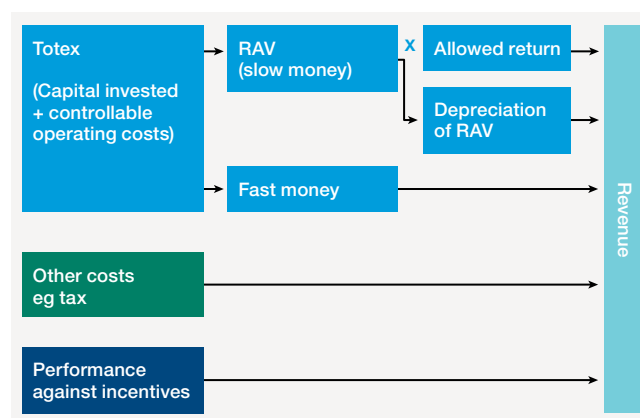 Totex
(Capital invested
+ controllable
operating costs)
RAV
(slow money)
X
Allowed return
Depreciation
of RAV
Fast money
Other costs
eg tax
Performance
against incentives
Revenue